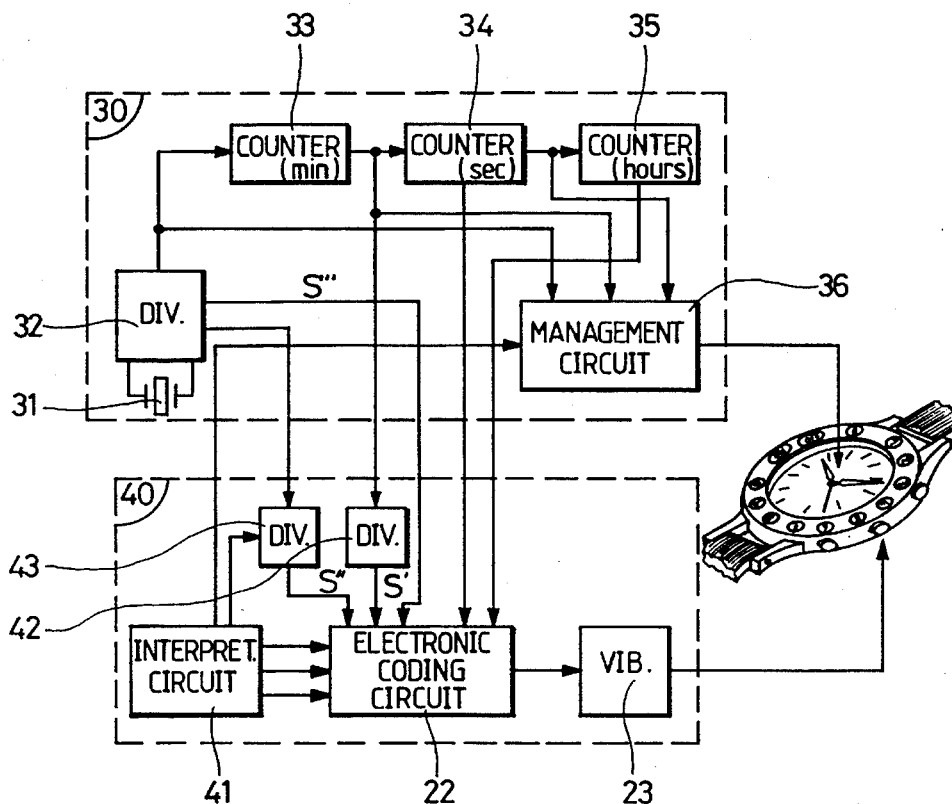 33
34
35
30
COUNTER
(min)
COUNTER
(sec)
COUNTER
(hours)
S'''
36
32
DIV.
MANAGEMENT
CIRCUIT
31
40
43
DIV.
DIV.
42
S''
S'
INTERPRET.
CIRCUIT
ELECTRONIC
CODING
CIRCUIT
VIB.
41
22
23